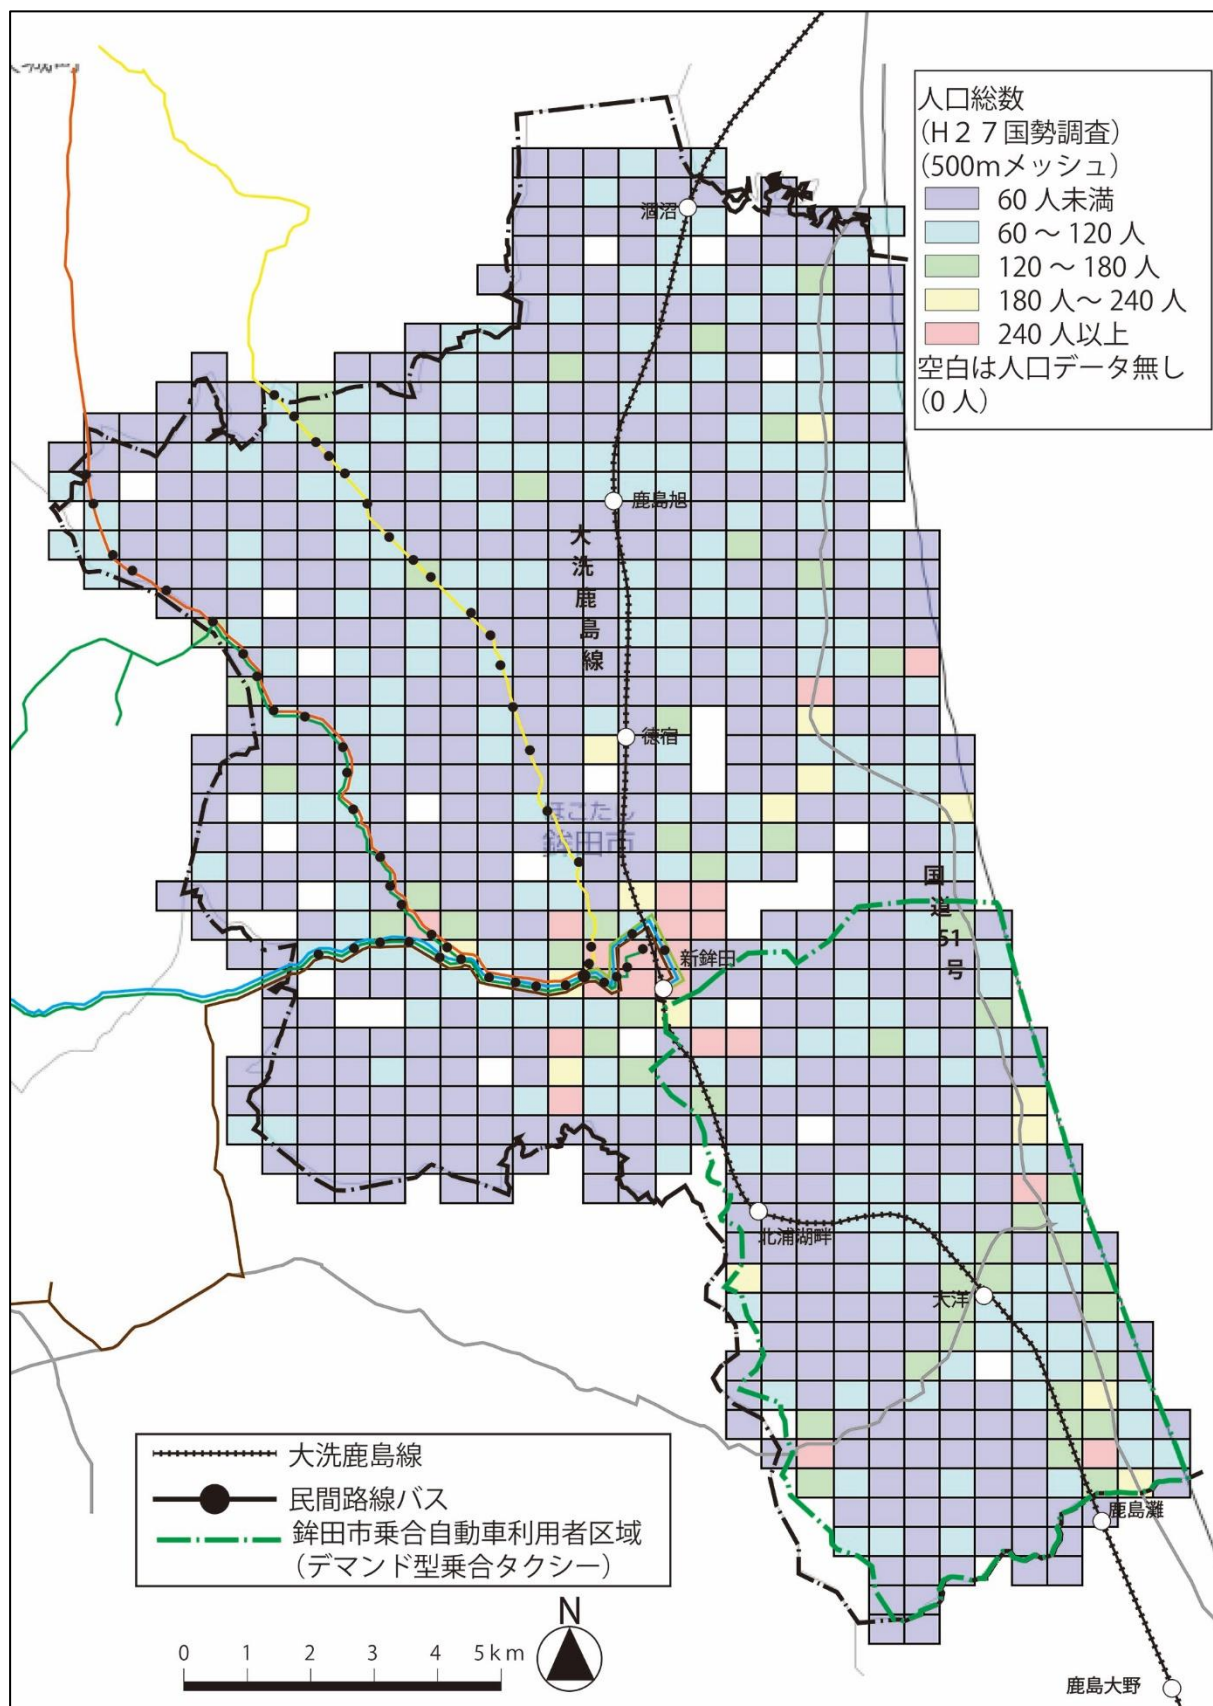 人口総数
(H27国勢調査)
(500mメッシュ)
60人未満
60～120人
120～180人
180人～240人
240人以上
空白は人口データ無し
(0人)
涸沼
鹿島旭
大洗鹿島線
徳宿
ほこたし
鉾田市
国道51号
新鉾田
北浦湖畔
大洋
鹿島灘
鹿島大野
大洗鹿島線
民間路線バス
鉾田市乗合自動車利用者区域
(デマンド型乗合タクシー)
N
0 1 2 3 4 5km